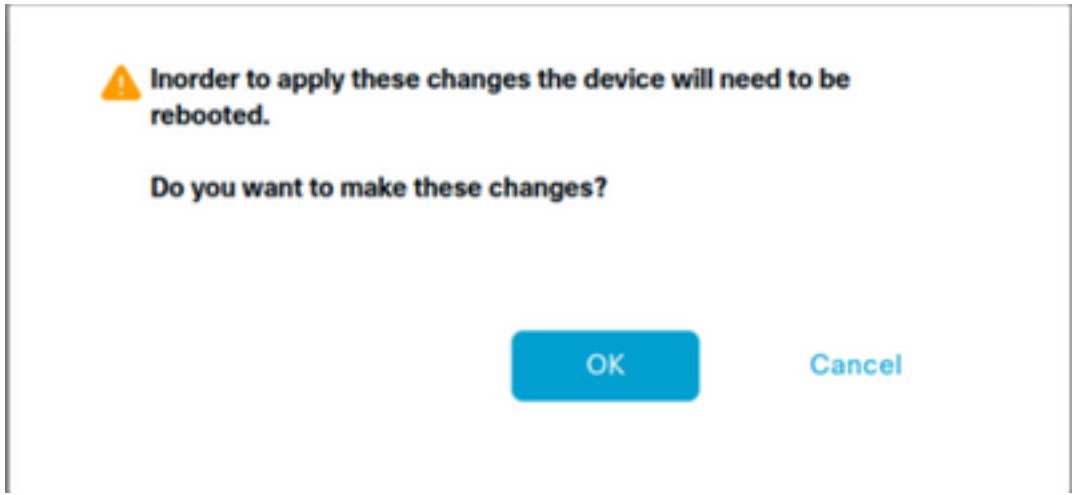 Inorder to apply these changes the device will need to be
rebooted.
Do you want to make these changes?
OK
Cancel